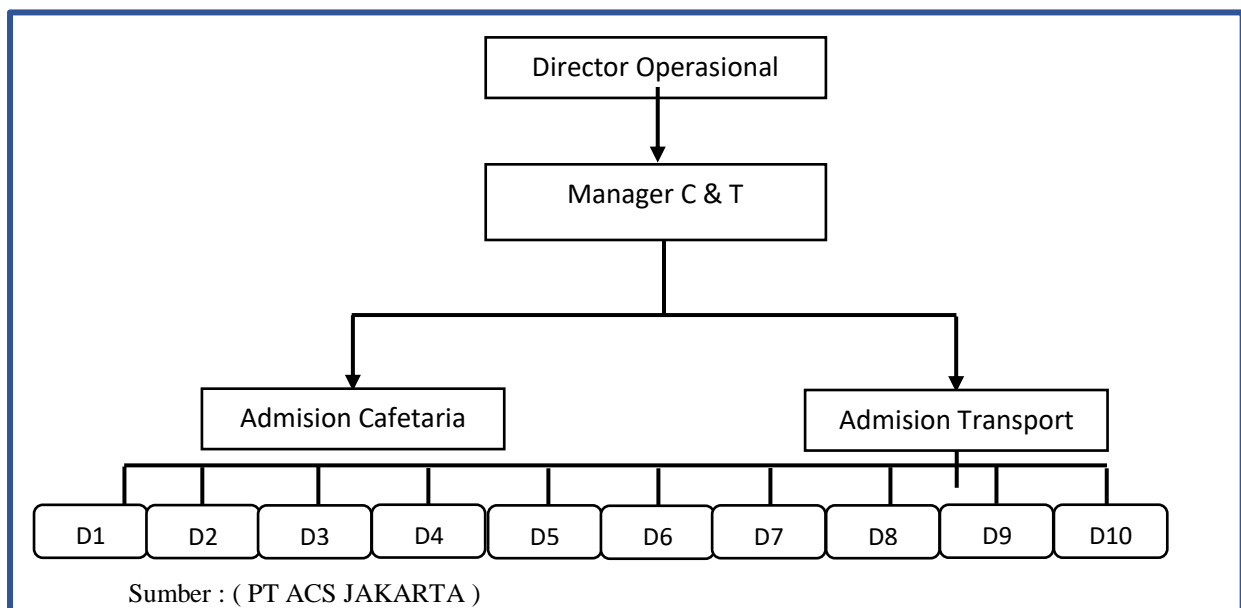 Director Operasional
Manager C & T
Admision Cafetaria
Admision Transport
D1
D2
D3
D4
D5
D6
D7
D8
D9
D10
Sumber : ( PT ACS JAKARTA )